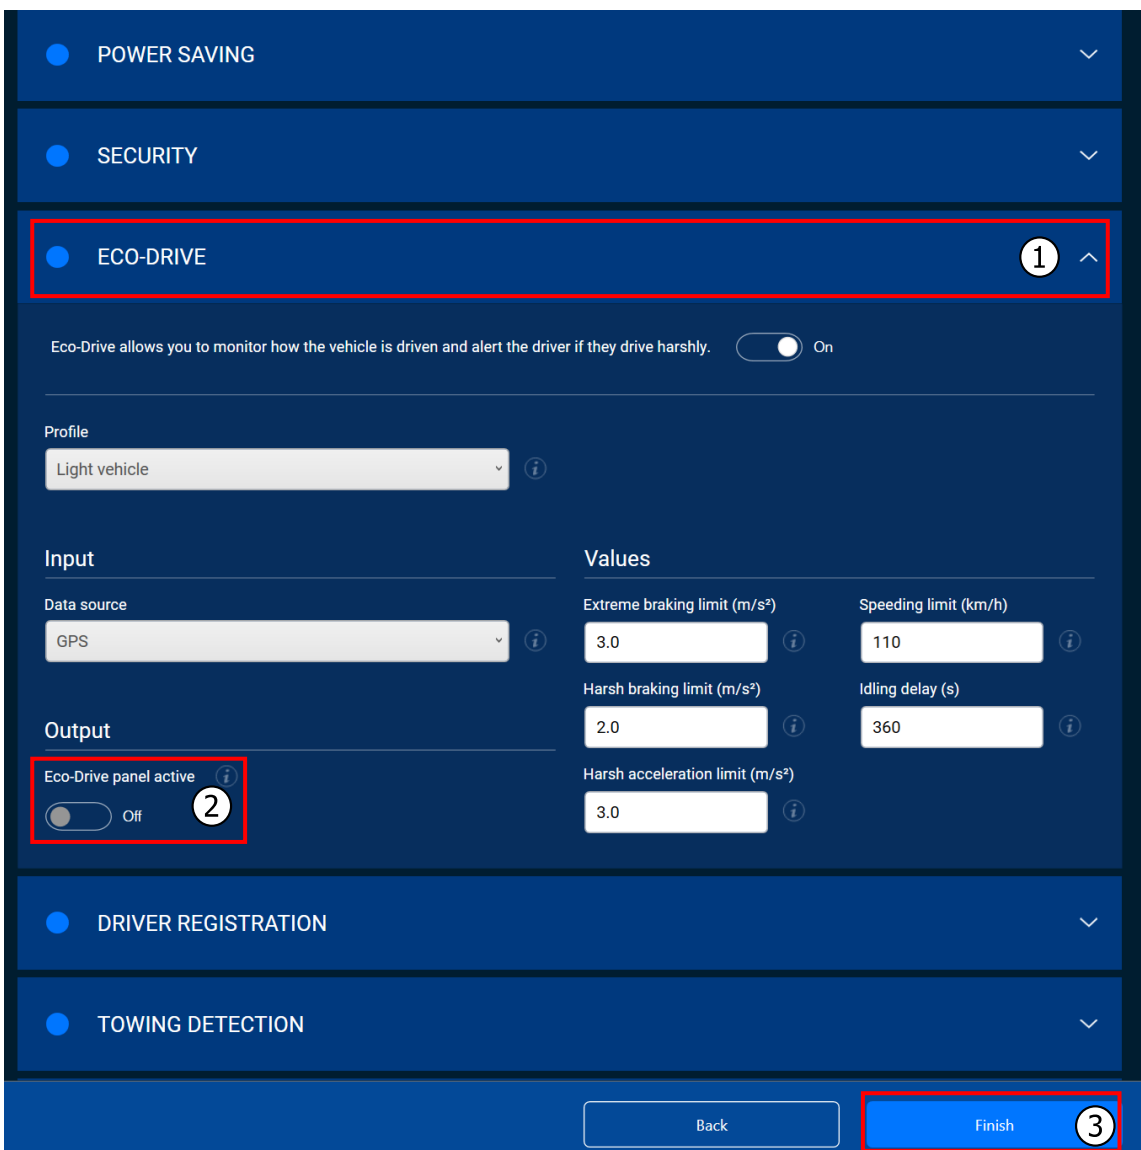 POWER SAVING
SECURITY
ECO-DRIVE
1
Eco-Drive allows you to monitor how the vehicle is driven and alert the driver if they drive harshly. On
Profile
Light vehicle
Input
Values
Data source
Extreme braking limit (m/s²) Speeding limit (km/h)
GPS
3.0
110
Harsh braking limit (m/s²) Idling delay (s)
2.0
360
Output
Eco-Drive panel active
Harsh acceleration limit (m/s²)
Off
2
3.0
DRIVER REGISTRATION
TOWING DETECTION
Back
Finish
3